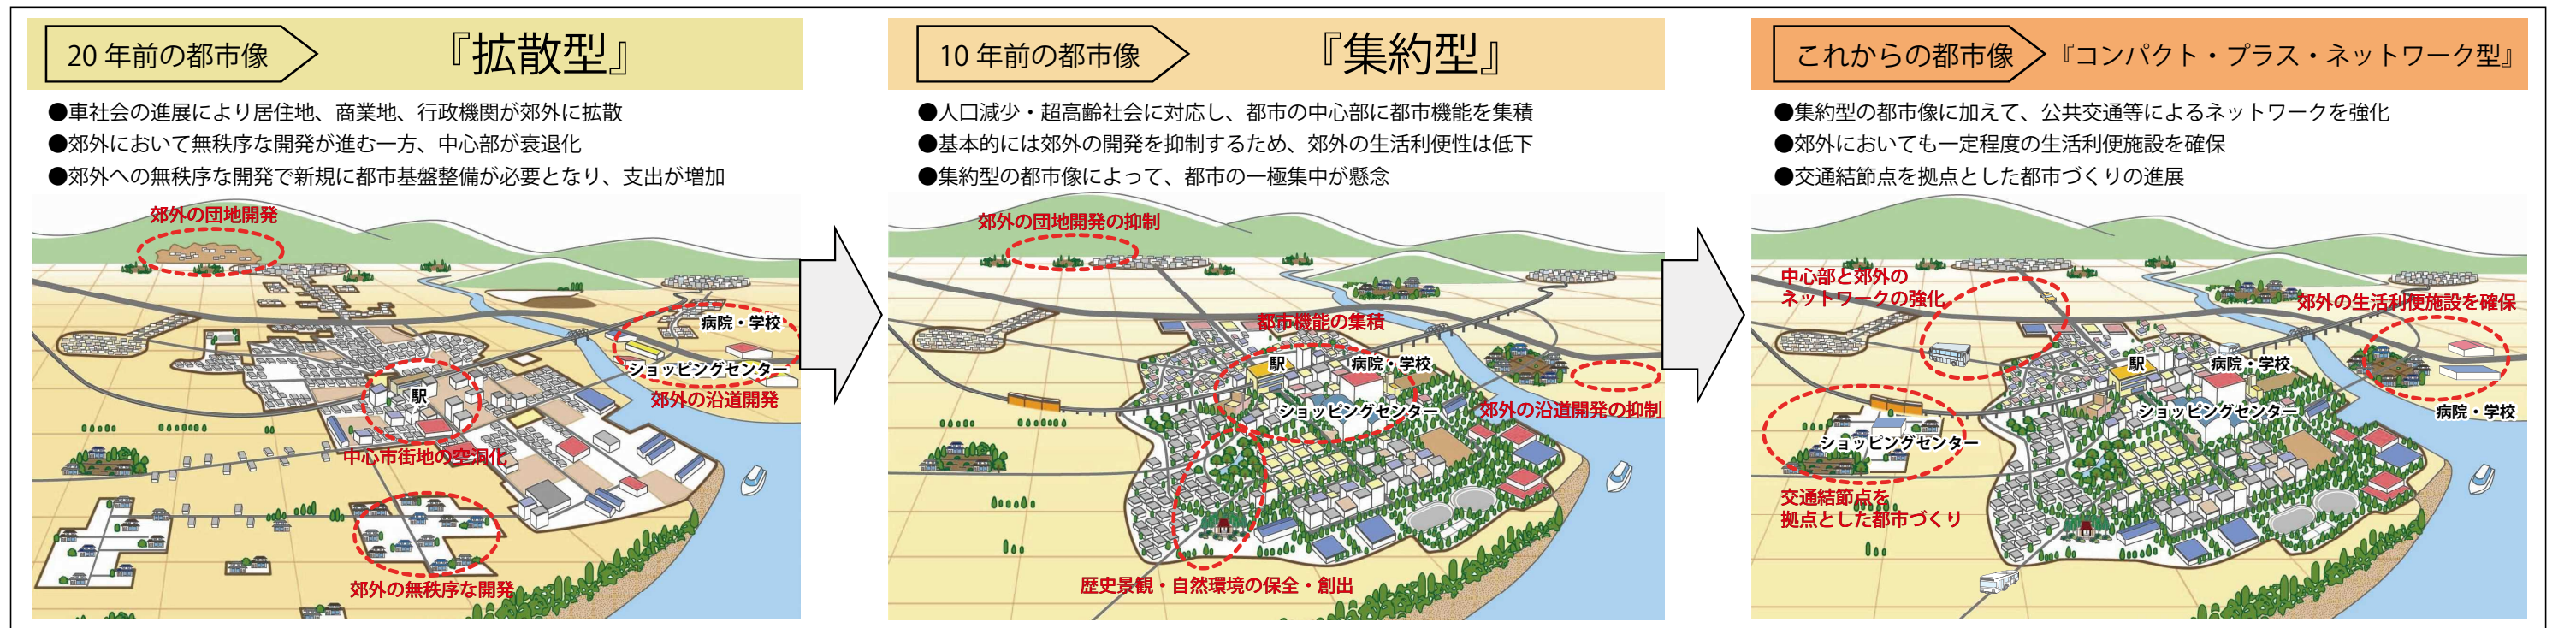 20 年前の都市像
『拡散型』
●車社会の進展により居住地、商業地、行政機関が郊外に拡散
●郊外において無秩序な開発が進む一方、中心部が衰退化
●郊外への無秩序な開発で新規に都市基盤整備が必要となり、支出が増加
郊外の団地開発
病院・学校
ショッピングセンター
郊外の沿道開発
駅
中心市街地の空洞化
郊外の無秩序な開発
10 年前の都市像
『集約型』
●人口減少・超高齢社会に対応し、都市の中心部に都市機能を集積
●基本的には郊外の開発を抑制するため、郊外の生活利便性は低下
●集約型の都市像によって、都市の一極集中が懸念
郊外の団地開発の抑制
都市機能の集積
駅
病院・学校
ショッピングセンター
郊外の沿道開発の抑制
歴史景観・自然環境の保全・創出
これからの都市像
『コンパクト・プラス・ネットワーク型』
●集約型の都市像に加えて、公共交通等によるネットワークを強化
●郊外においても一定程度の生活利便施設を確保
●交通結節点を拠点とした都市づくりの進展
中心部と郊外の
ネットワークの強化
郊外の生活利便施設を確保
駅
病院・学校
ショッピングセンター
病院・学校
ショッピングセンター
交通結節点を
拠点とした都市づくり